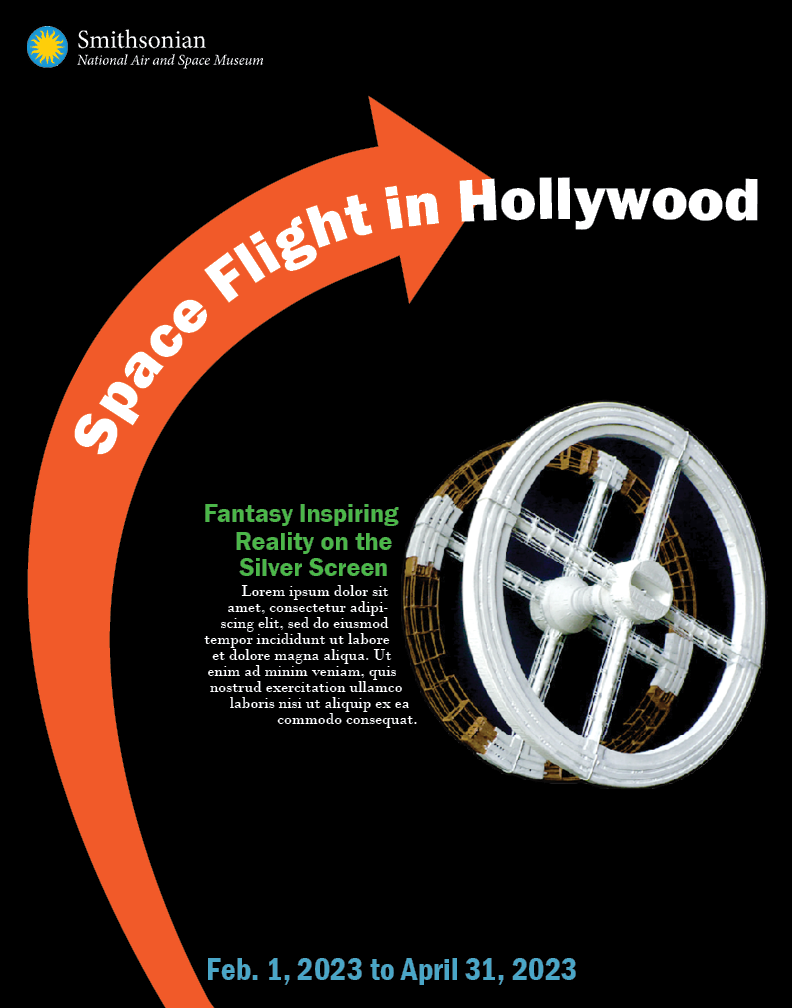 Smithsonian
National Air and Space Museum
Space Flight in Hollywood
Fantasy Inspiring
Reality on the
Silver Screen
Lorem ipsum dolor sit
amet, consectetur adipi-
scing elit, sed do eiusmod
tempor incididunt ut labore
et dolore magna aliqua. Ut
enim ad minim veniam, quis
nostrud exercitation ullamco
laboris nisi ut aliquip ex ea
commodo consequat.
Feb. 1, 2023 to April 31, 2023